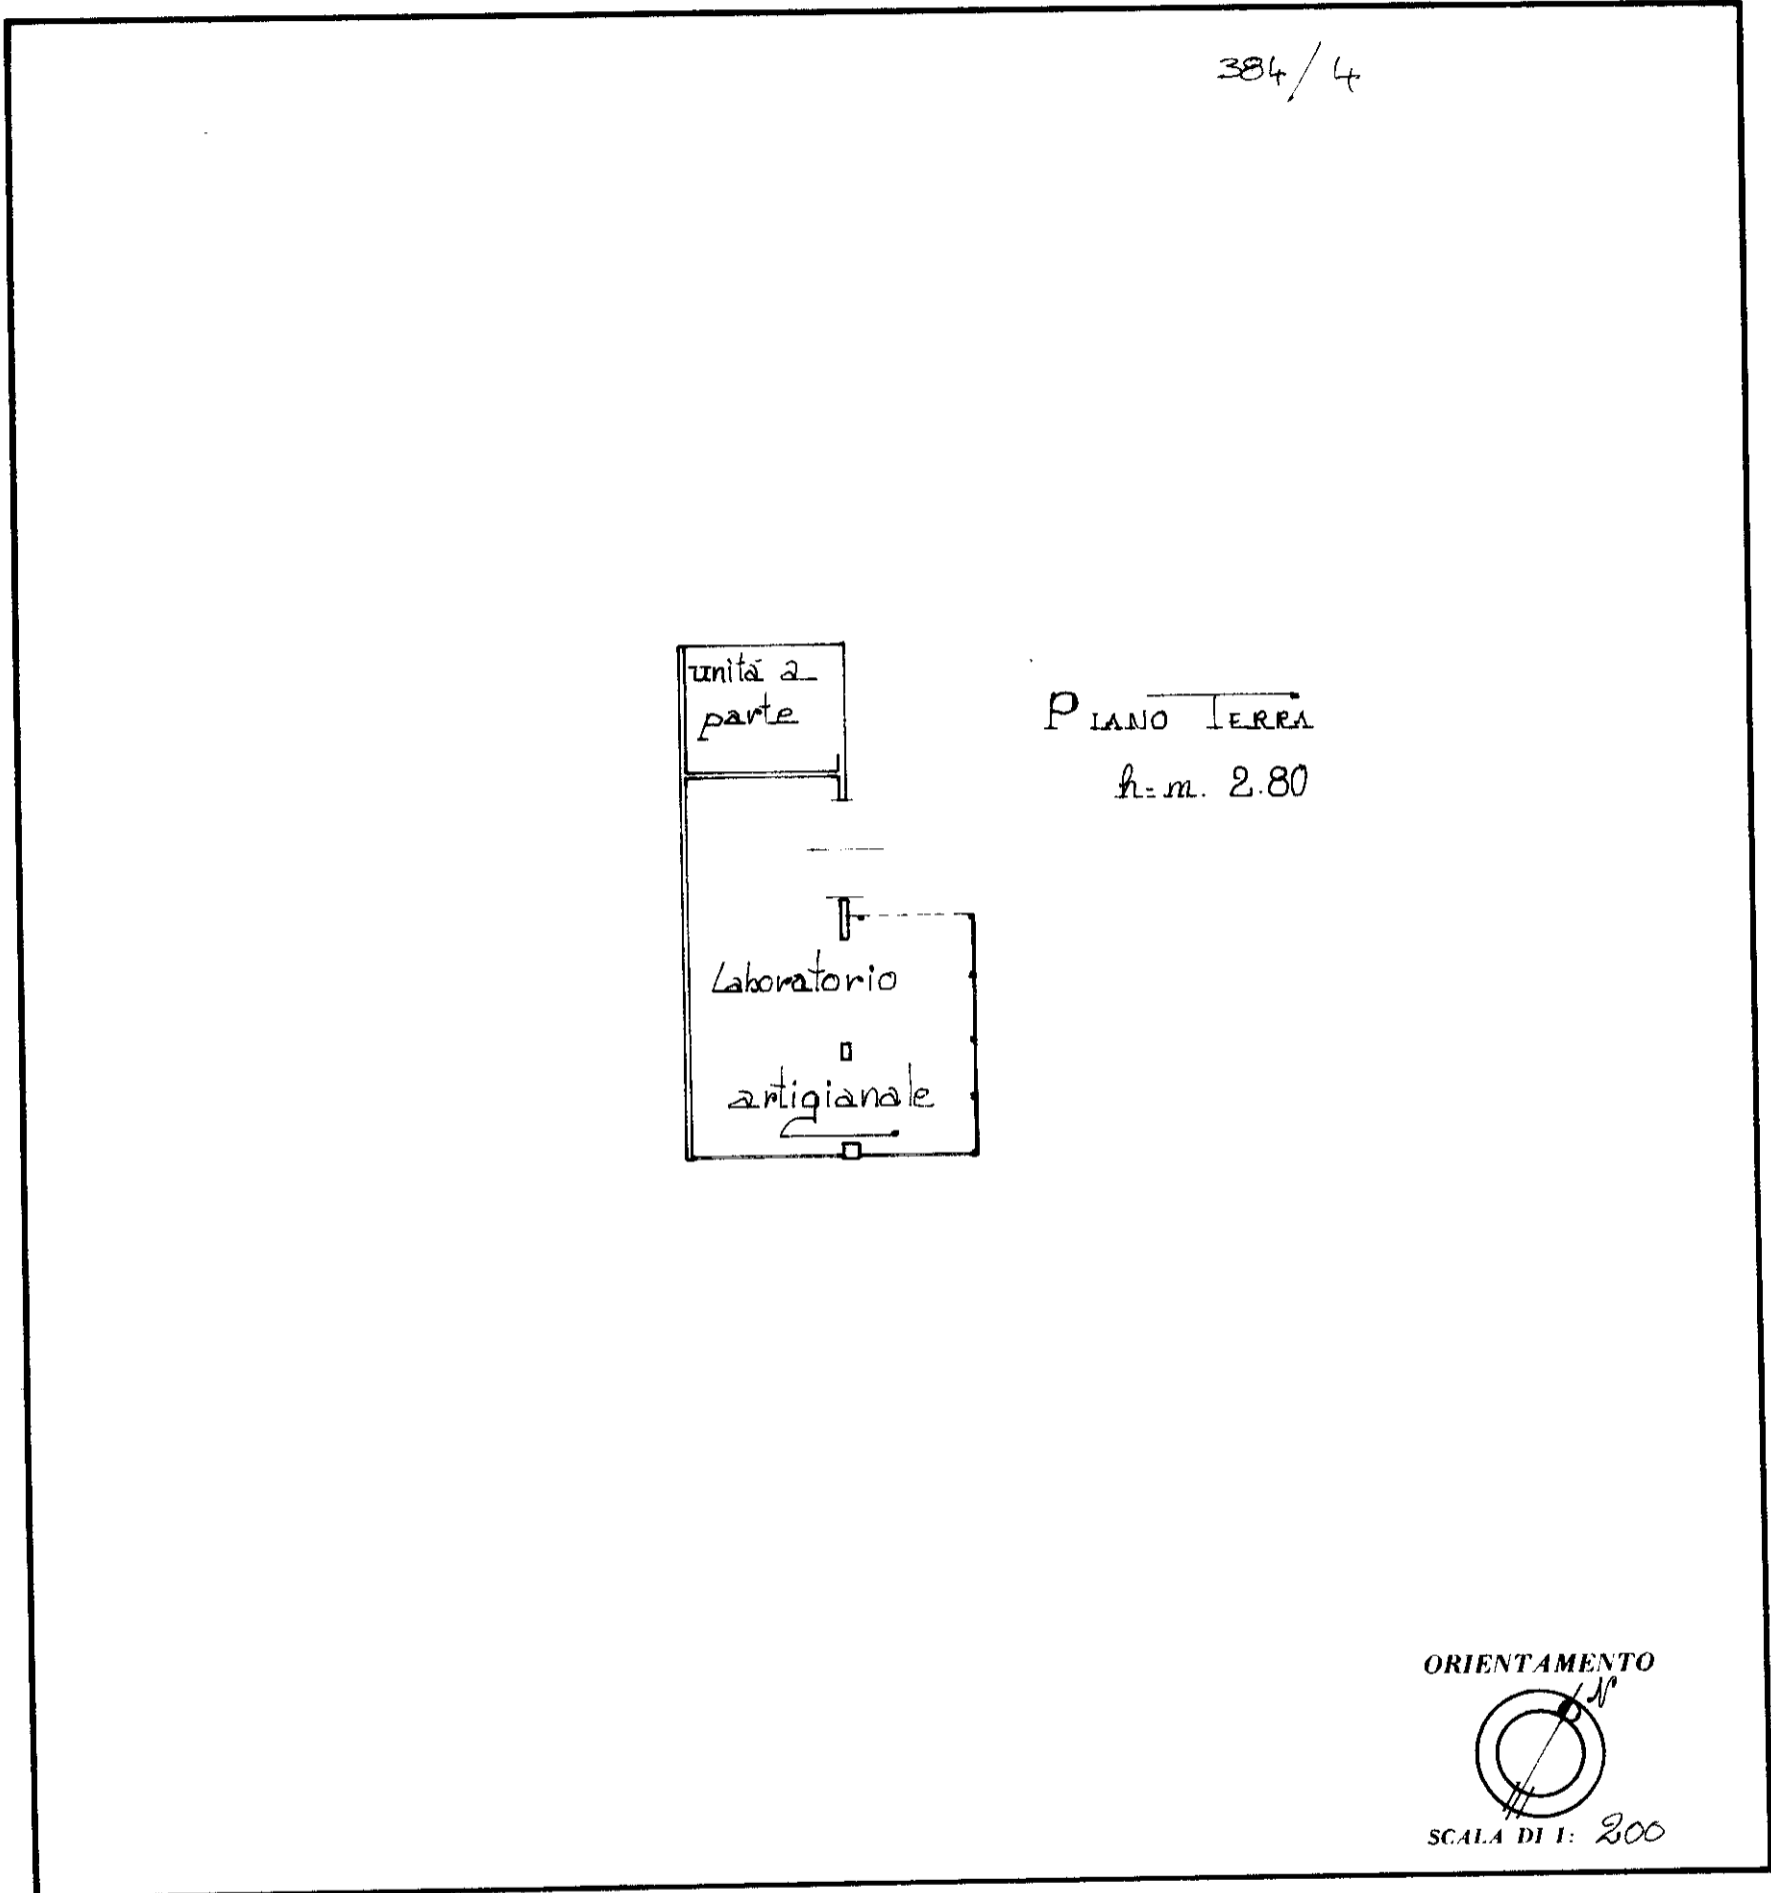 384/4
unitá a
parte
PIANO TERRA
h=m. 2.80
Laboratorio
artigianale
ORIENTAMENTO
N
SCALA DI 1: 200